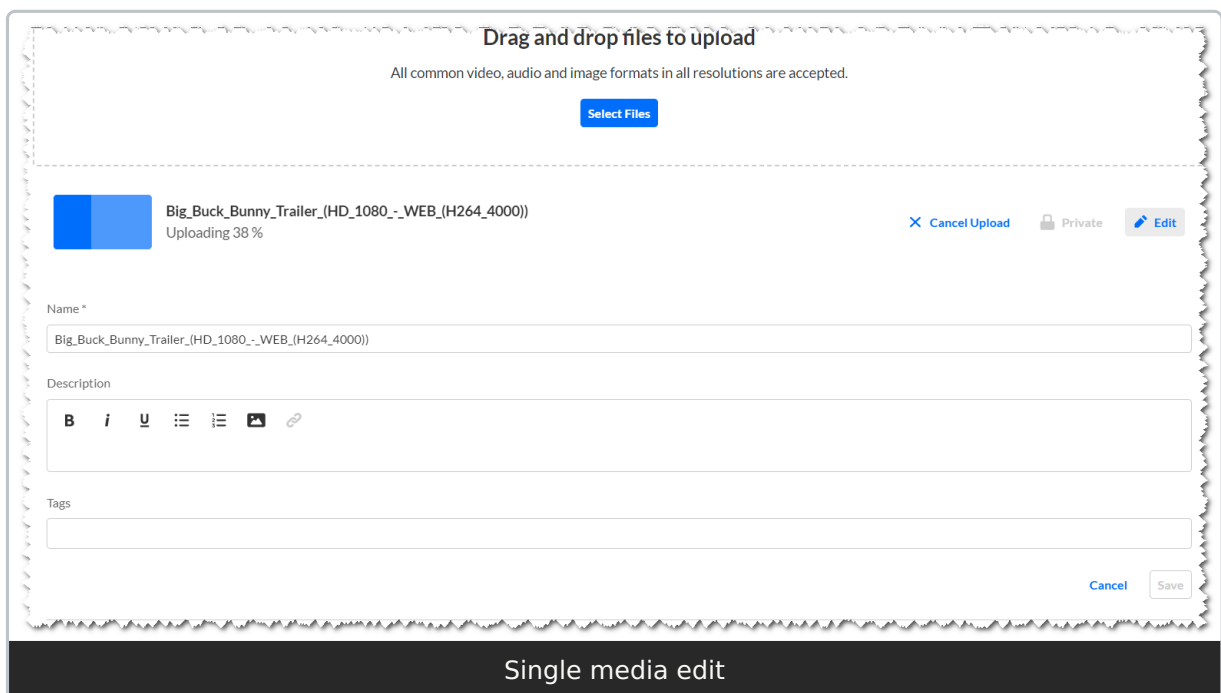 Drag and drop files to upload
All common video, audio and image formats in all resolutions are accepted.
Select Files
Big_Buck_Bunny_Trailer_(HD_1080_-_WEB_(H264_4000))
Uploading 38 %
Cancel Upload Private Edit
Name *
Big_Buck_Bunny_Trailer_(HD_1080_-_WEB_(H264_4000))
Description
B i U
Tags
Cancel Save
Single media edit